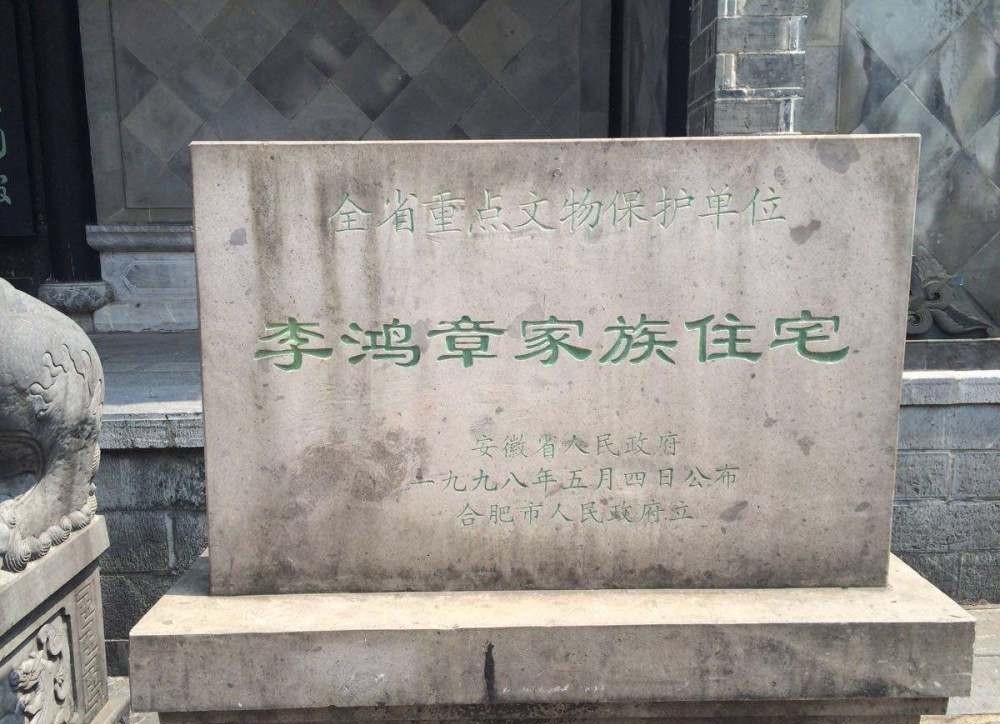 全省重点文物保护单位
李鸿章家族住宅
安徽省人民政府
一九九八年五月四日公布
合肥市人民政府立